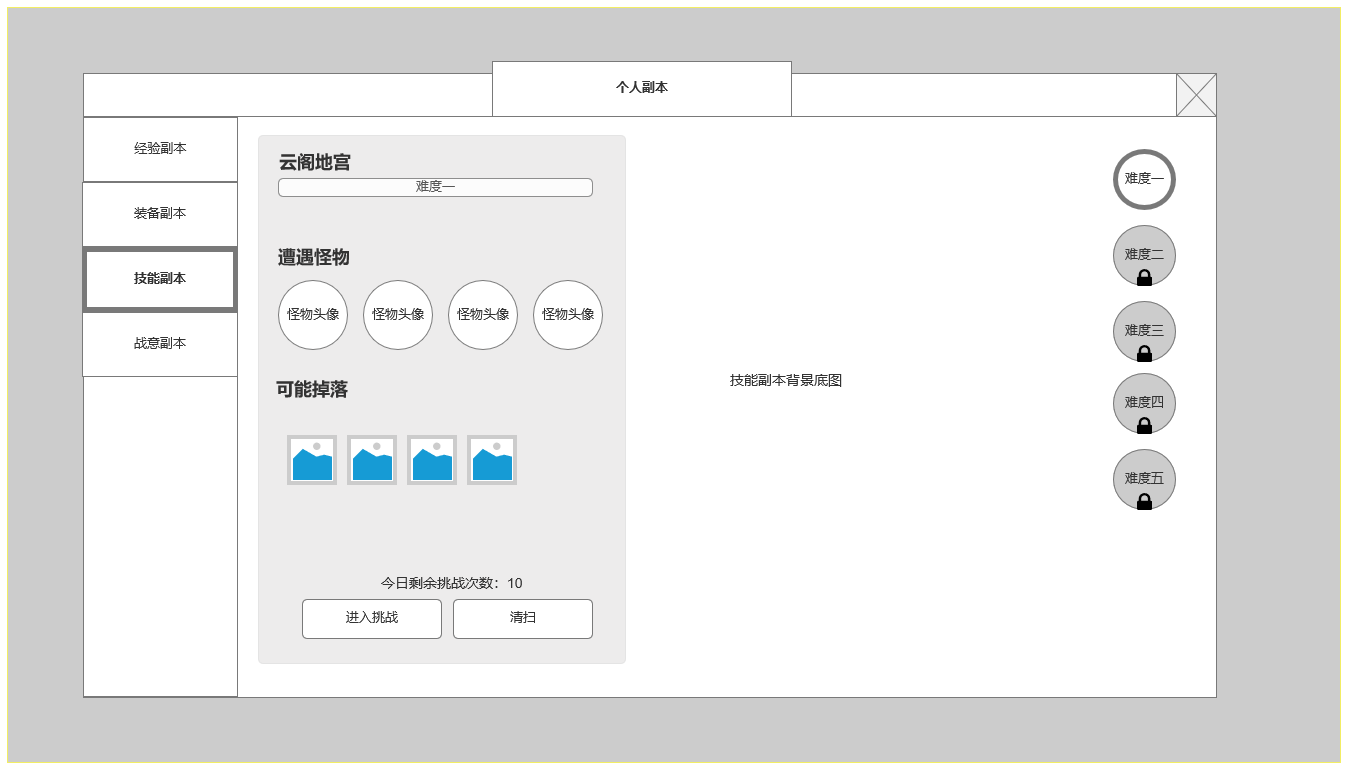 个人副本
经验副本
装备副本
技能副本
战意副本
云阁地宫
难度一
遭遇怪物
怪物头像 怪物头像 怪物头像 怪物头像
可能掉落
今日剩余挑战次数：10
进入挑战 清扫
技能副本背景底图
难度一
难度二
难度三
难度四
难度五